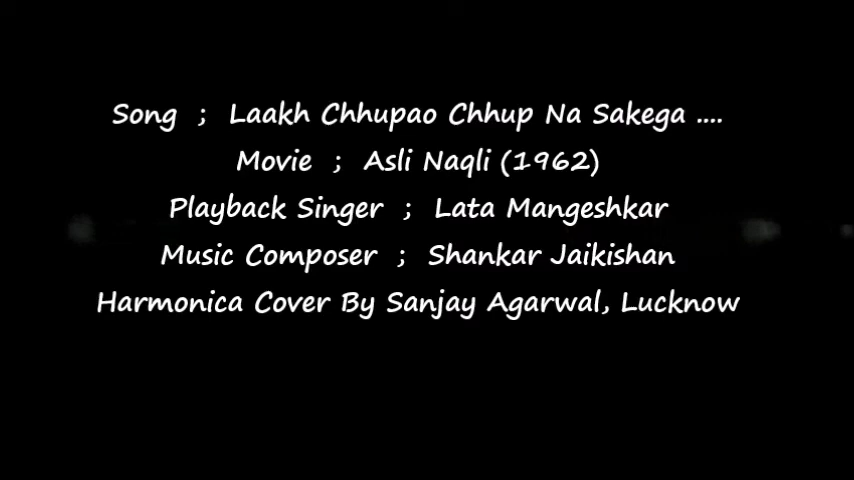 Song ; Laakh Chhupao Chhup Na Sakega ....
Movie ; Asli Naqli (1962)
Playback Singer ; Lata Mangeshkar
Music Composer ; Shankar Jaikishan
Harmonica Cover By Sanjay Agarwal, Lucknow